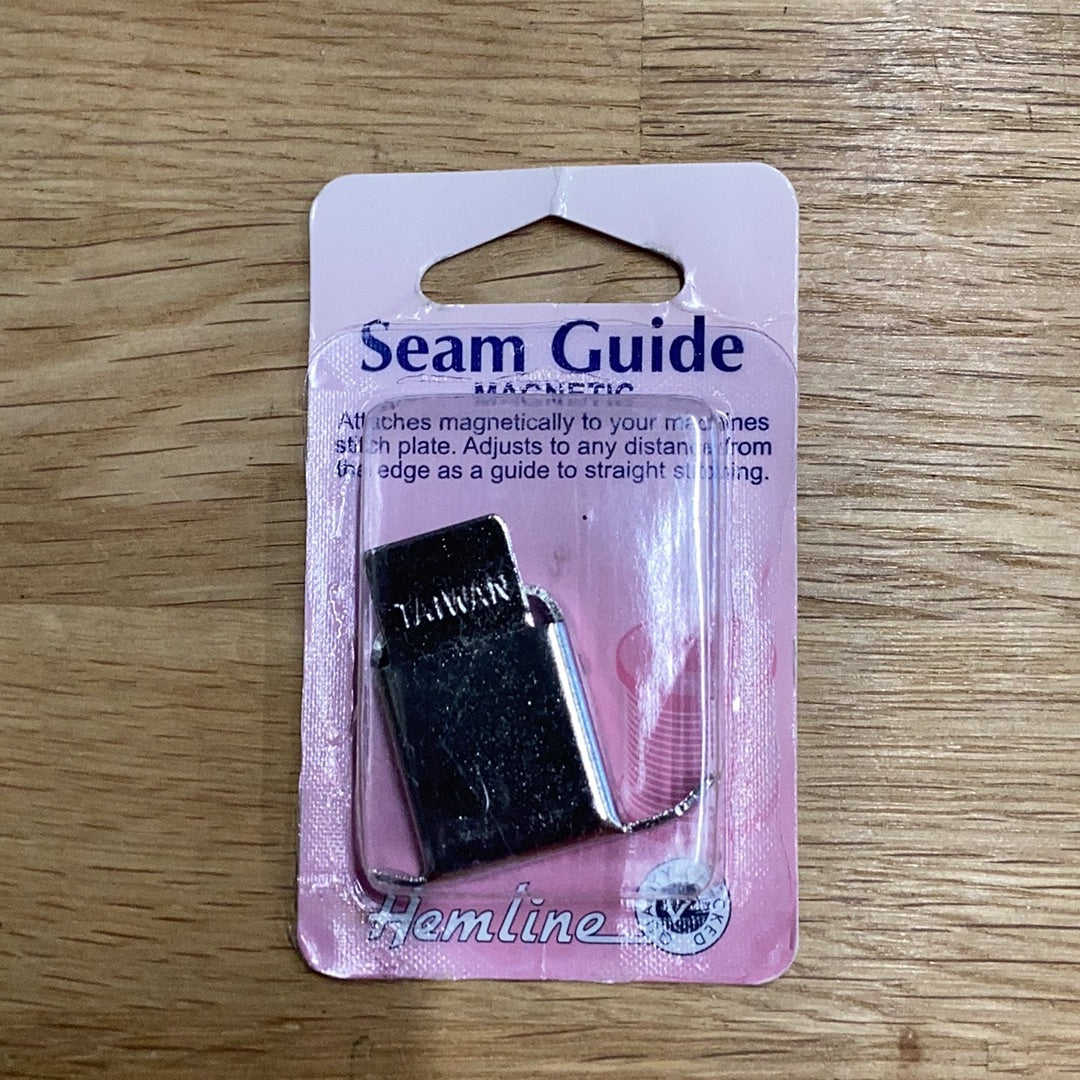 Seam Guide
MAGNETIC
Attaches magnetically to your machines
stitch plate. Adjusts to any distance from
the edge as a guide to straight stitching.
TAIWAN
Hemline